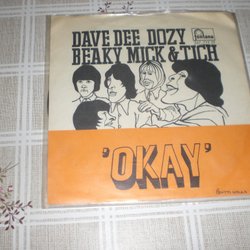 DAVE DEE DOZY
BEAKY MICK & TICH
fontana
'OKAY'